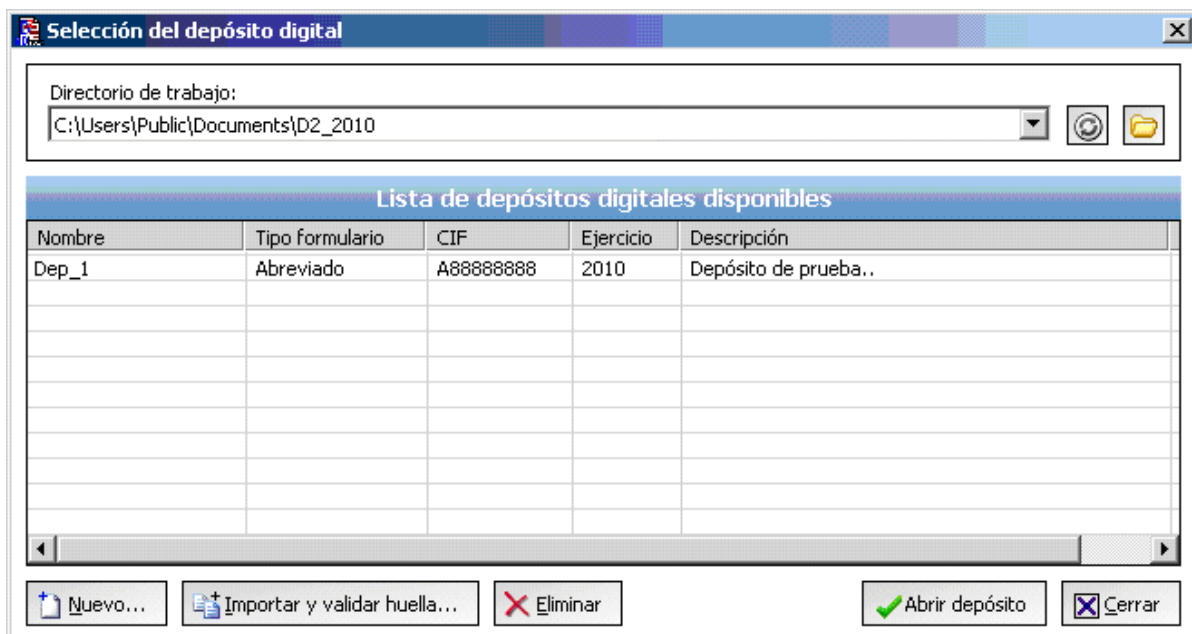 Selección del depósito digital
Directorio de trabajo:
C:\Users\Public\Documents\D2_2010
Lista de depósitos digitales disponibles
Nombre Tipo formulario CIF Ejercicio Descripción
Dep_1 Abreviado A88888888 2010 Depósito de prueba..
Nuevo... Importar y validar huella... Eliminar Abrir depósito Cerrar